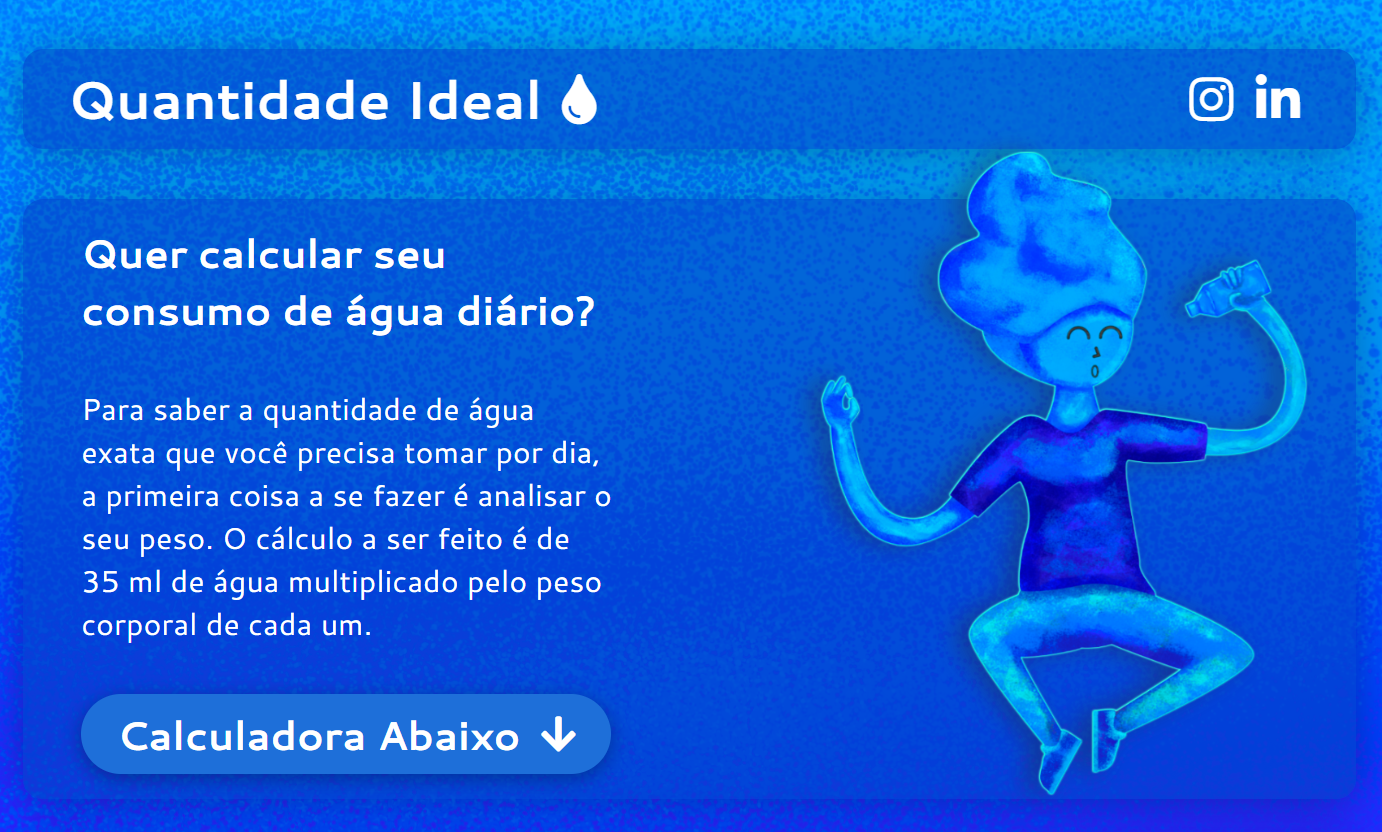 Quantidade Ideal
in
Quer calcular seu
consumo de água diário?
Para saber a quantidade de água
exata que você precisa tomar por dia,
a primeira coisa a se fazer é analisar o
seu peso. O cálculo a ser feito é de
35 ml de água multiplicado pelo peso
corporal de cada um.
Calculadora Abaixo